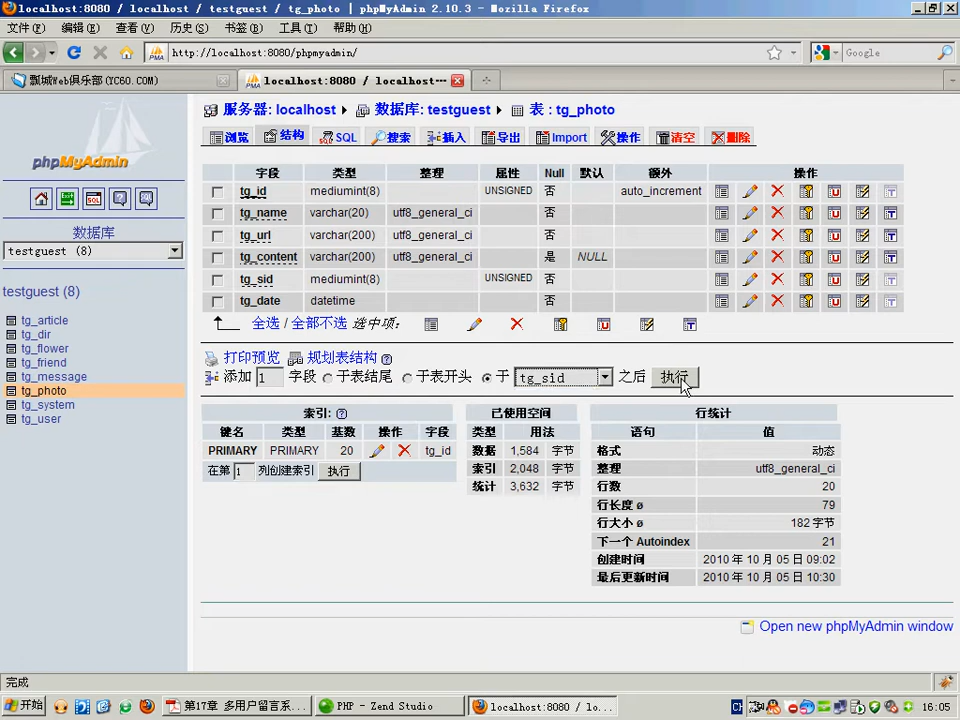 localhost:8080 / localhost / testguest / tg_photo | phpMyAdmin 2.10.3 - Mozilla Firefox
文件(F) 编辑(E) 查看(V) 历史(S) 书签(B) 工具(T) 帮助(H)
http://localhost:8080/phpmyadmin/
Google
瓢城Web俱乐部(YC60.COM)
localhost:8080 / localhost···
phpMyAdmin
数据库
testguest (8)
testguest (8)
tg_article
tg_dir
tg_flower
tg_friend
tg_message
tg_photo
tg_system
tg_user
服务器: localhost 数据库: testguest 表 : tg_photo
浏览 结构 SQL 搜索 插入 导出 Import 操作 清空 删除
字段 类型 整理 属性 Null 默认 额外 操作
tg_id mediumint(8) UNSIGNED 否 auto_increment
tg_name varchar(20) utf8_general_ci 否
tg_url varchar(200) utf8_general_ci 否
tg_content varchar(200) utf8_general_ci 是 NULL
tg_sid mediumint(8) UNSIGNED 否
tg_date datetime 否
全选 / 全部不选 选中项:
打印预览 规划表结构
添加 1 字段 于表结尾 于表开头 于 tg_sid 之后 执行
索引:
键名 类型 基数 操作 字段
PRIMARY PRIMARY 20 tg_id
在第 1 列创建索引 执行
已使用空间
类型 用法
数据 1,584 字节
索引 2,048 字节
统计 3,632 字节
行统计
语句 值
格式 动态
整理 utf8_general_ci
行数 20
行长度 ø 79
行大小 ø 182 字节
下一个 Autoindex 21
创建时间 2010 年 10 月 05 日 09:02
最后更新时间 2010 年 10 月 05 日 10:30
Open new phpMyAdmin window
完成
开始 第17章 多用户留言系... PHP - Zend Studio localhost:8080 / lo... CH 16:05